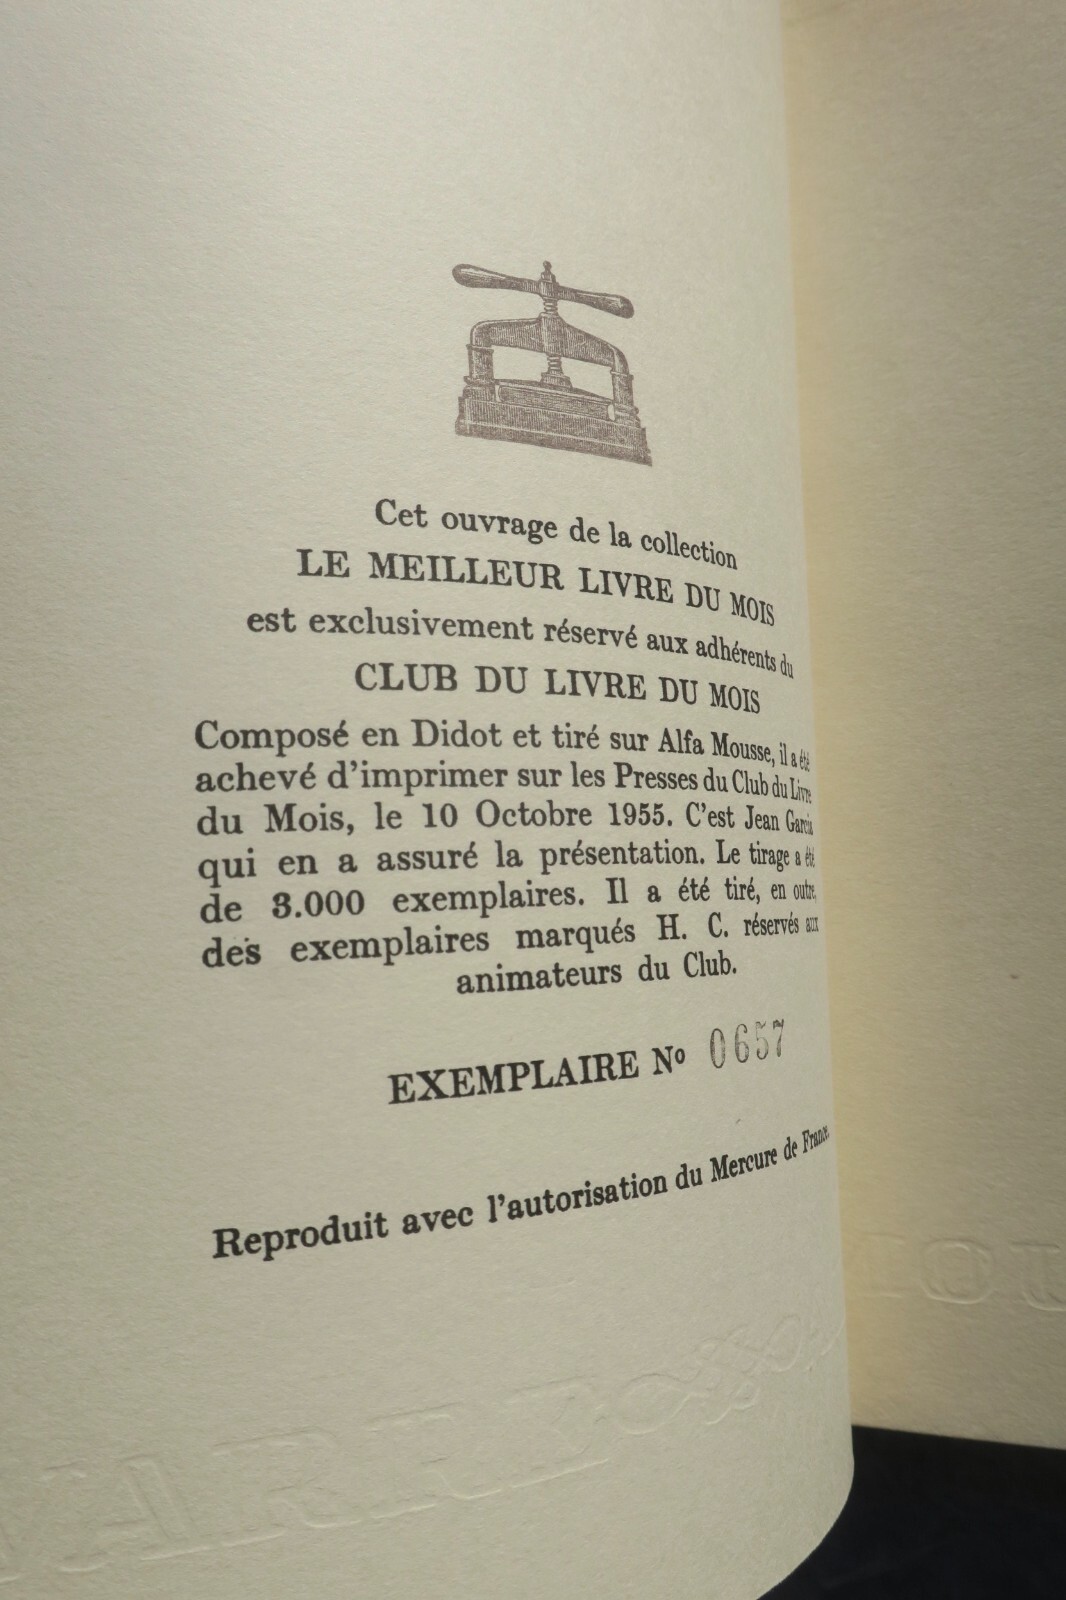 Cet ouvrage de la collection
LE MEILLEUR LIVRE DU MOIS
est exclusivement réservé aux adhérents du
CLUB DU LIVRE DU MOIS
Composé en Didot et tiré sur Alfa Mousse, il a été
achevé d'imprimer sur les Presses du Club du Livre
du Mois, le 10 Octobre 1955. C'est Jean Garcia
qui en a assuré la présentation. Le tirage a été
de 3.000 exemplaires. Il a été tiré, en outre,
des exemplaires marqués H. C. réservés aux
animateurs du Club.
EXEMPLAIRE Nº 0657
Reproduit avec l'autorisation du Mercure de France.